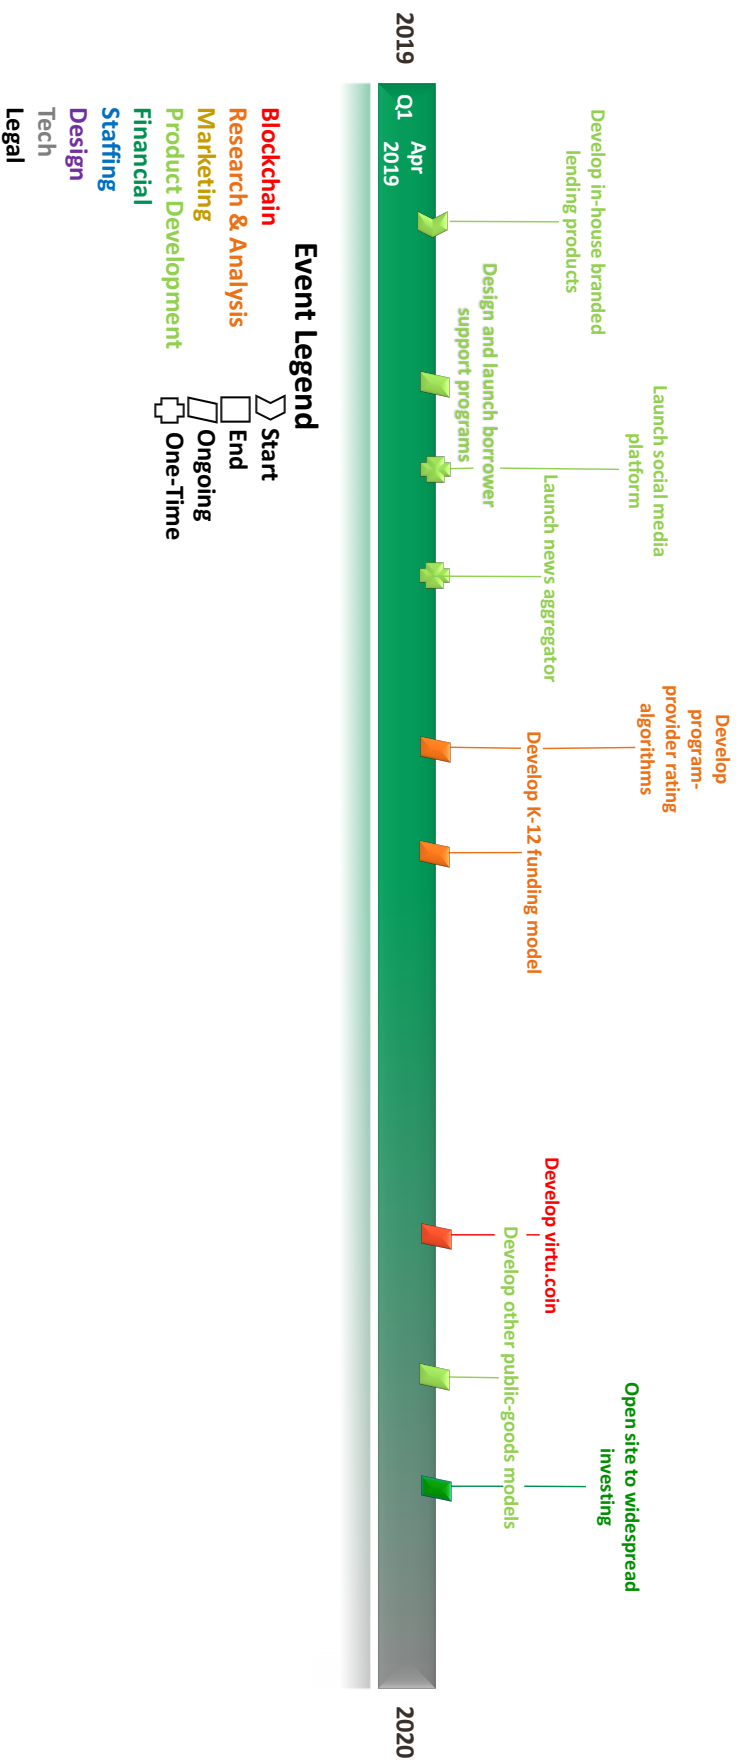 Develop in-house branded
lending products
Design and launch borrower
support programs
Launch social media
platform
Launch news aggregator
Develop
program-
provider rating
algorithms
Develop K-12 funding model
Develop virtu.coin
Develop other public-goods models
Open site to widespread
investing
2019
Q1
Apr
2019
2020
Event Legend
Blockchain
Research & Analysis
Marketing
Product Development
Financial
Staffing
Design
Tech
Legal
Start
End
Ongoing
One-Time